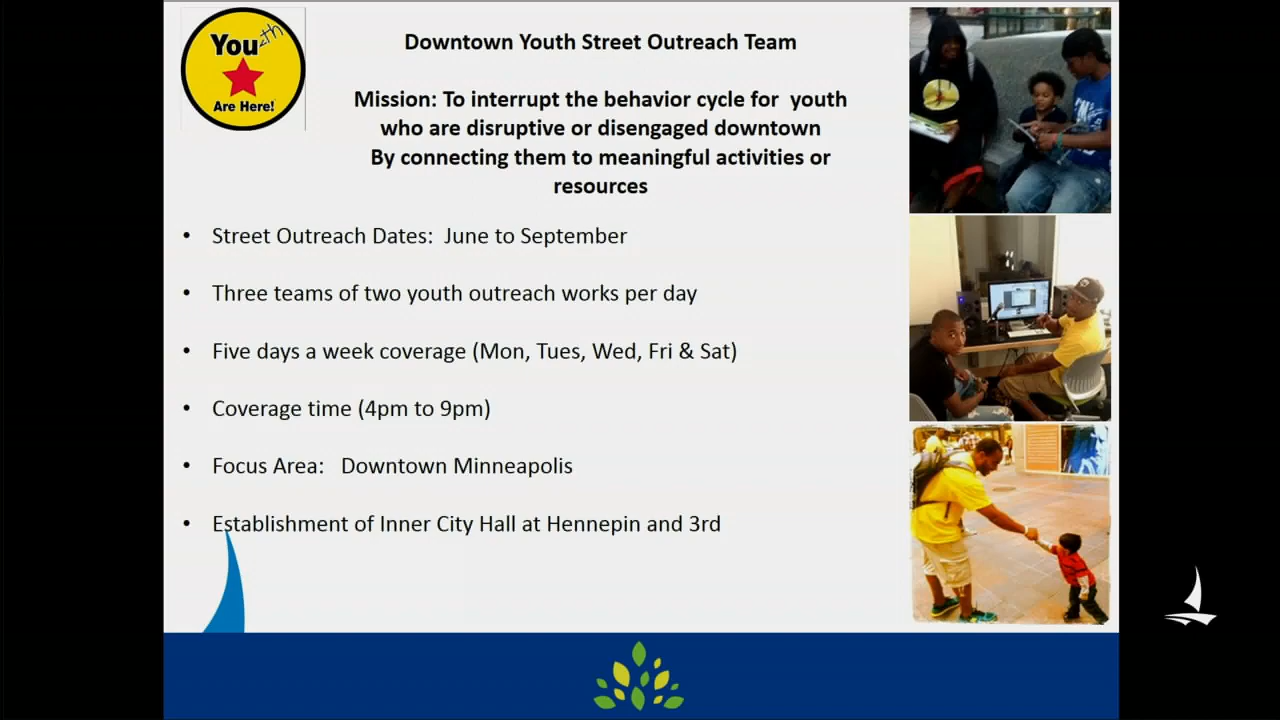 You th
Are Here!
Downtown Youth Street Outreach Team
Mission: To interrupt the behavior cycle for youth
who are disruptive or disengaged downtown
By connecting them to meaningful activities or
resources
• Street Outreach Dates: June to September
• Three teams of two youth outreach works per day
• Five days a week coverage (Mon, Tues, Wed, Fri & Sat)
• Coverage time (4pm to 9pm)
• Focus Area: Downtown Minneapolis
• Establishment of Inner City Hall at Hennepin and 3rd